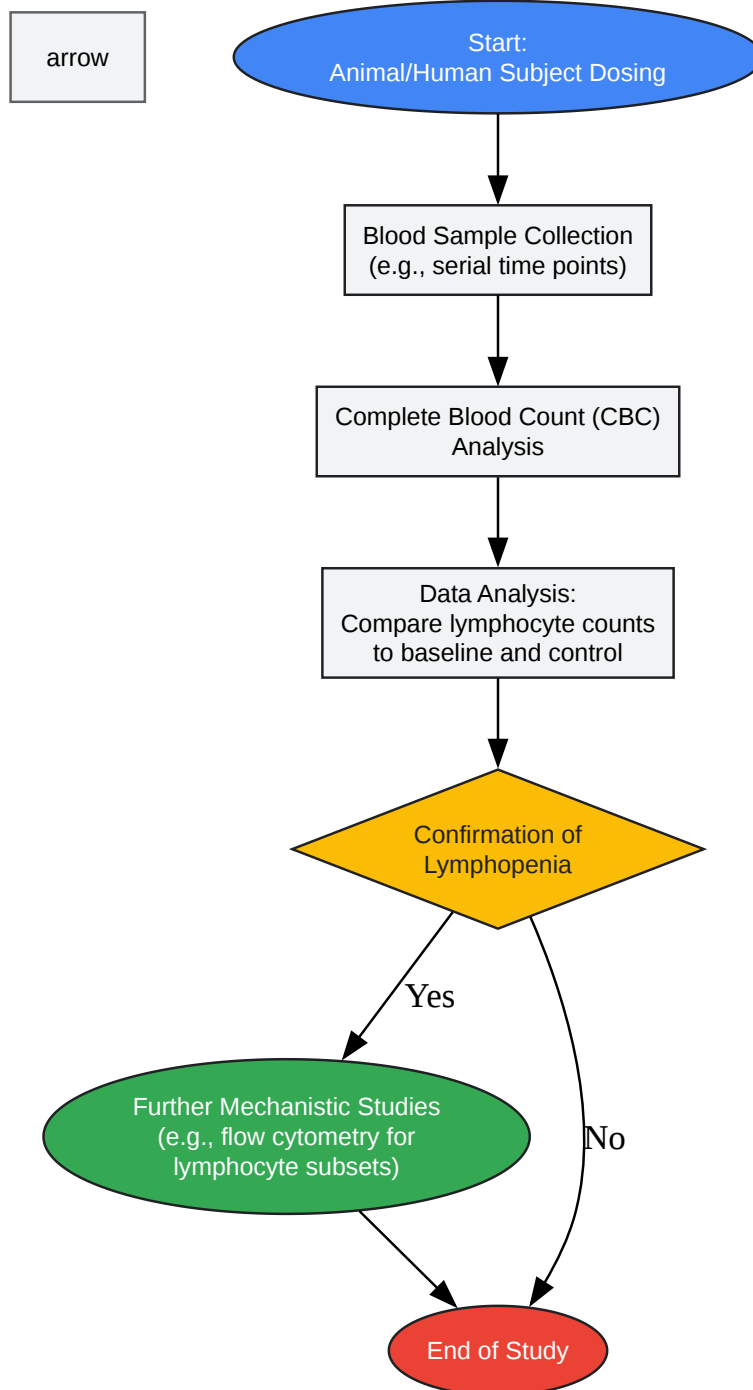 arrow
Start:
Animal/Human Subject Dosing
Blood Sample Collection
(e.g., serial time points)
Complete Blood Count (CBC)
Analysis
Data Analysis:
Compare lymphocyte counts
to baseline and control
Confirmation of
Lymphopenia
Yes
Further Mechanistic Studies
(e.g., flow cytometry for
lymphocyte subsets)
No
End of Study